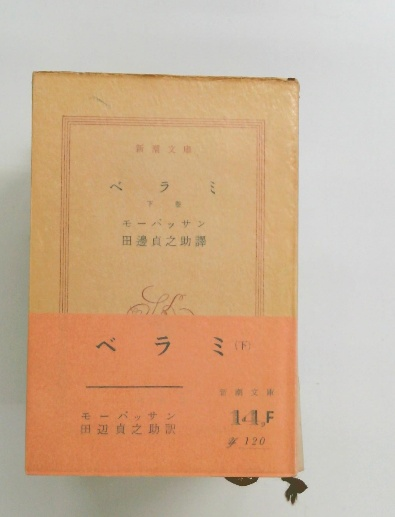 新潮文庫
ベラミ
下巻
モーパッサン
田邊貞之助譯
ベラミ(下)
新潮文庫
モーパッサン
田辺貞之助訳
¥ 120